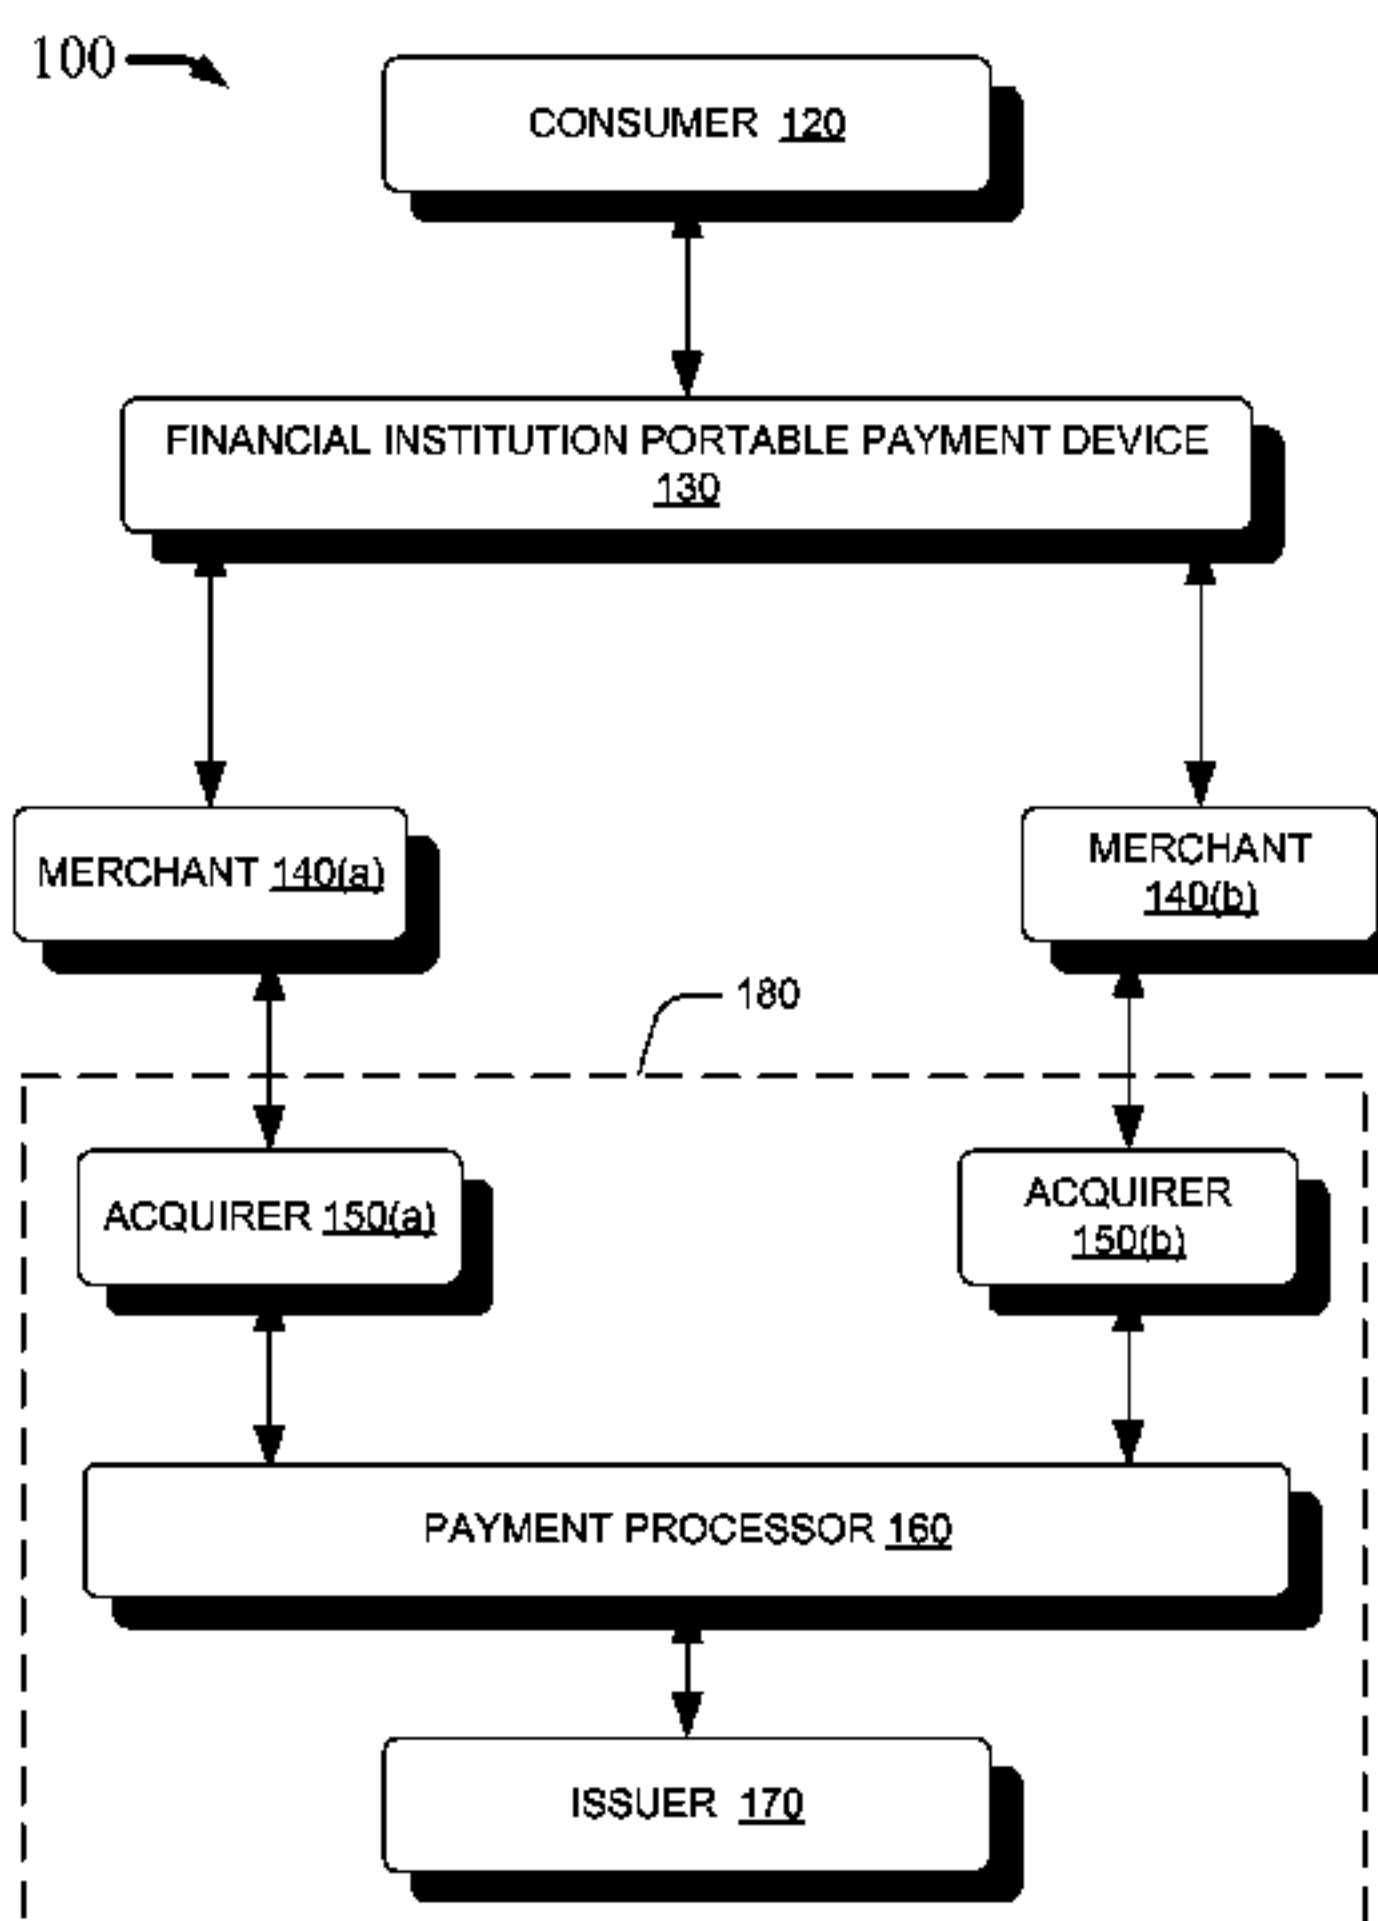 100
CONSUMER 120
FINANCIAL INSTITUTION PORTABLE PAYMENT DEVICE
130
MERCHANT 140(a)
MERCHANT
140(b)
180
ACQUIRER 150(a)
ACQUIRER
150(b)
PAYMENT PROCESSOR 160
ISSUER 170